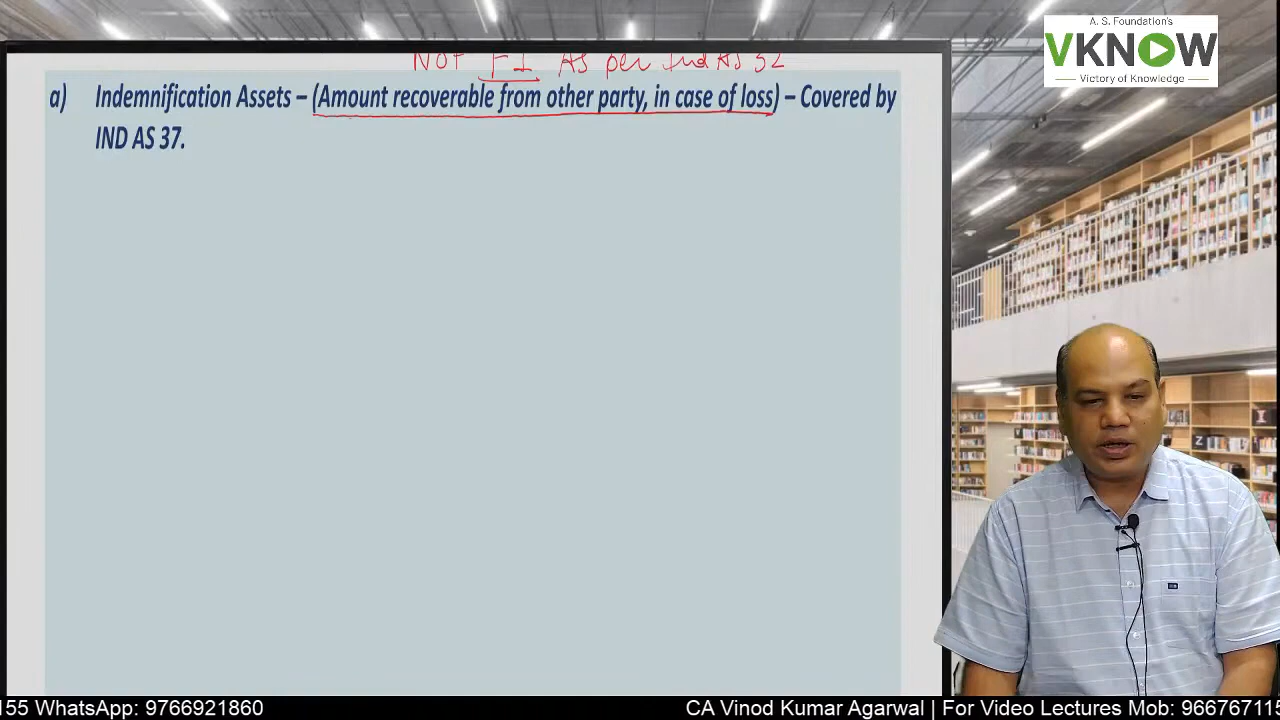 A. S. Foundation's
VKNOW
Victory of Knowledge
NOT FI As per Ind AS 32
a) Indemnification Assets – (Amount recoverable from other party, in case of loss) – Covered by
IND AS 37.
155 WhatsApp: 9766921860
CA Vinod Kumar Agarwal | For Video Lectures Mob: 966767115